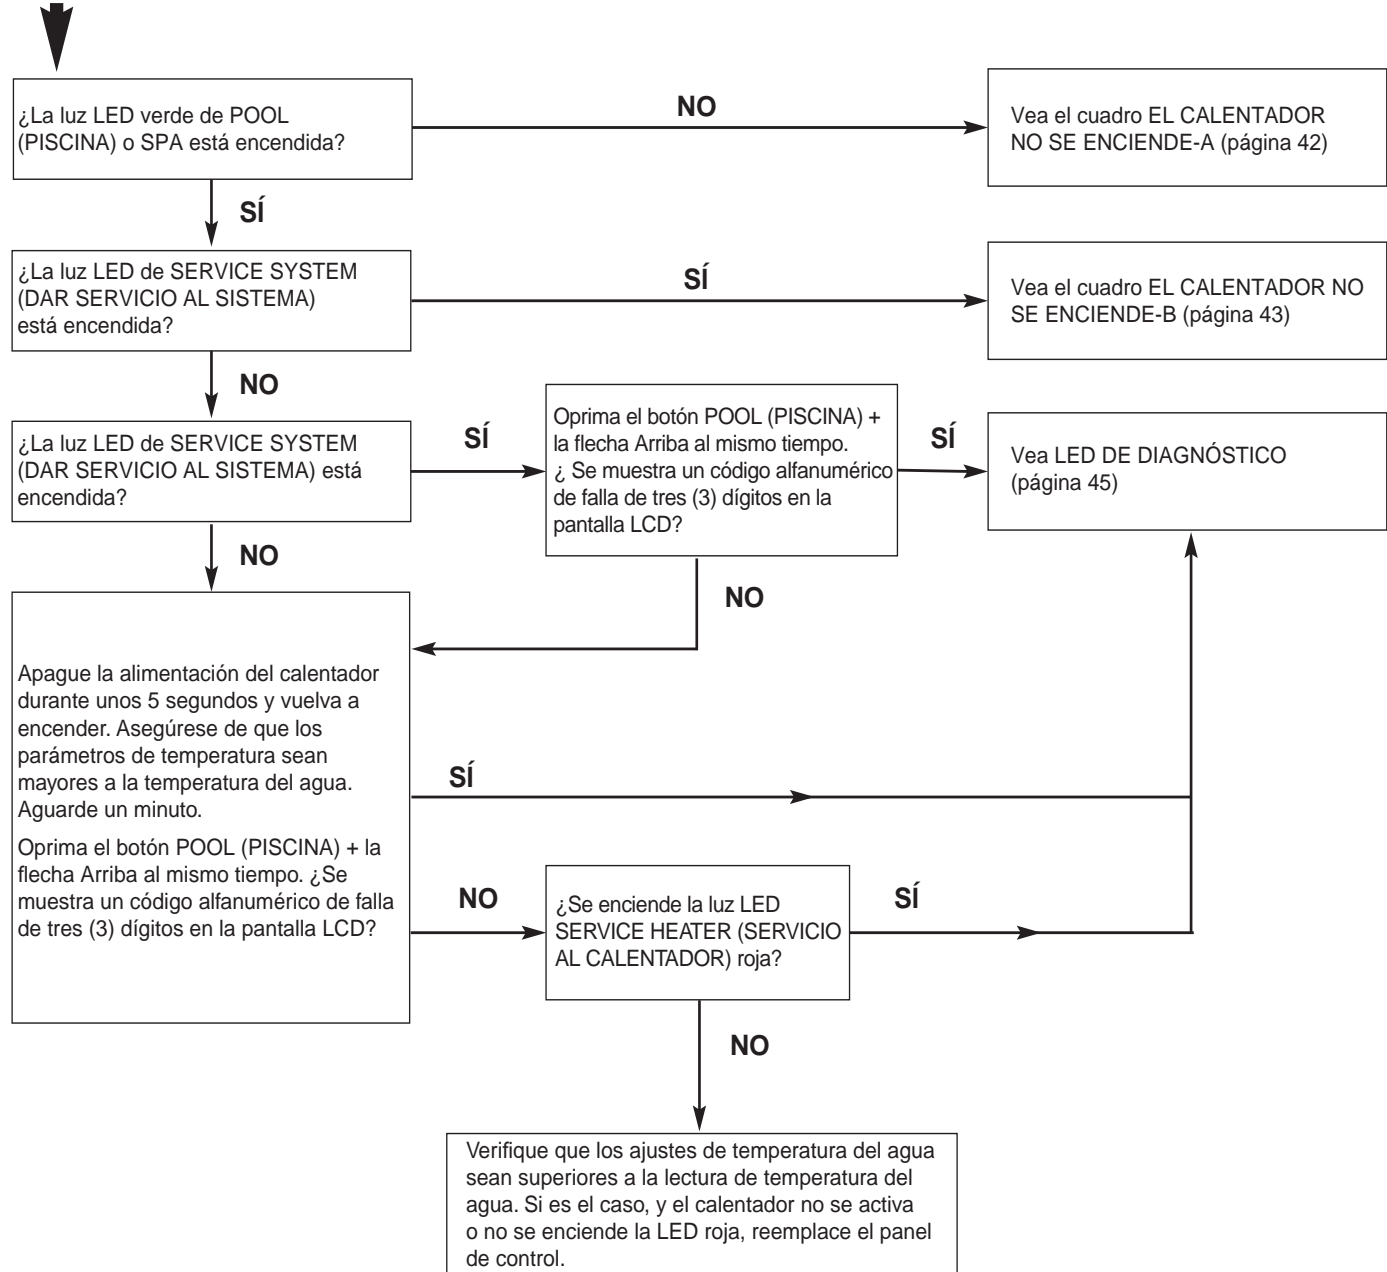 ¿La luz LED verde de POOL
(PISCINA) o SPA está encendida?
NO
Vea el cuadro EL CALENTADOR
NO SE ENCIENDE-A (página 42)
SÍ
¿La luz LED de SERVICE SYSTEM
(DAR SERVICIO AL SISTEMA)
está encendida?
SÍ
Vea el cuadro EL CALENTADOR NO
SE ENCIENDE-B (página 43)
NO
¿La luz LED de SERVICE SYSTEM
(DAR SERVICIO AL SISTEMA) está
encendida?
SÍ
Oprima el botón POOL (PISCINA) +
la flecha Arriba al mismo tiempo.
¿ Se muestra un código alfanumérico
de falla de tres (3) dígitos en la
pantalla LCD?
SÍ
Vea LED DE DIAGNÓSTICO
(página 45)
NO
NO
Apague la alimentación del calentador
durante unos 5 segundos y vuelva a
encender. Asegúrese de que los
parámetros de temperatura sean
mayores a la temperatura del agua.
Aguarde un minuto.
Oprima el botón POOL (PISCINA) + la
flecha Arriba al mismo tiempo. ¿Se
muestra un código alfanumérico de falla
de tres (3) dígitos en la pantalla LCD?
SÍ
NO
¿Se enciende la luz LED
SERVICE HEATER (SERVICIO
AL CALENTADOR) roja?
SÍ
NO
Verifique que los ajustes de temperatura del agua
sean superiores a la lectura de temperatura del
agua. Si es el caso, y el calentador no se activa
o no se enciende la LED roja, reemplace el panel
de control.